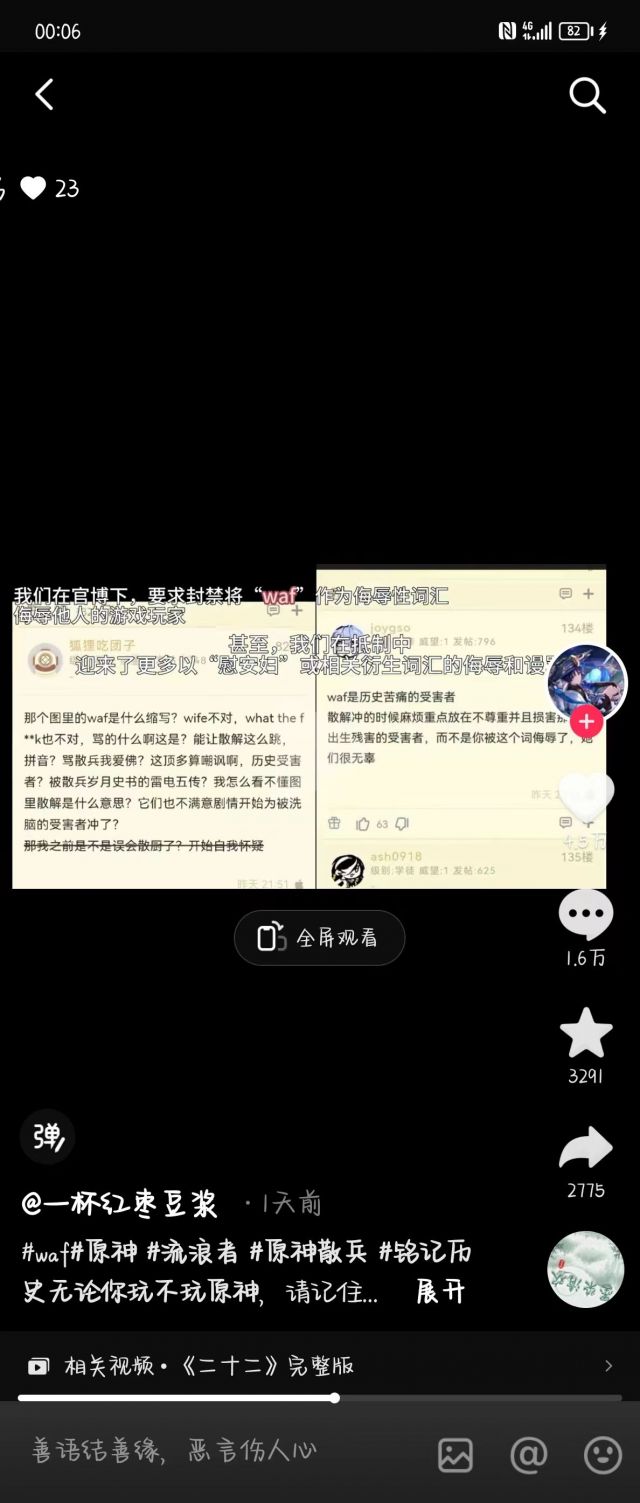 00:06
4G
82
23
我们在官博下，要求封禁将“waf”作为侮辱性词汇
侮辱他人的游戏玩家
甚至，我们在抵制中
迎来了更多以“慰安妇”或相关衍生词汇的侮辱和谩
狐狸吃团子
那个图里的waf是什么缩写？wife不对，what the f
**k也不对，骂的什么啊这是？能让散解这么跳，
拼音？骂散兵我爱佛？这顶多算嘲讽啊，历史受害
者？被散兵岁月史书的雷电五传？我怎么看不懂图
里散解是什么意思？它们也不满意剧情开始为被洗
脑的受害者冲了？
那我之前是不是误会散厨了？开始自我怀疑
昨天 21:51
joygso
134楼
威望:1 发帖:796
waf是历史苦痛的受害者
散解冲的时候麻烦重点放在不尊重并且损害
出生残害的受害者，而不是你被这个词侮辱了，
们很无辜
昨天
63
ash0918
135楼
级别:学徒 威望:1 发帖:625
4.5万
全屏观看
1.6万
3291
2775
弹
@一杯红枣豆浆 · 1天前
#waf#原神 #流浪者 #原神散兵 #铭记历
史无论你玩不玩原神，请记住... 展开
相关视频·《二十二》完整版
善语结善缘，恶言伤人心